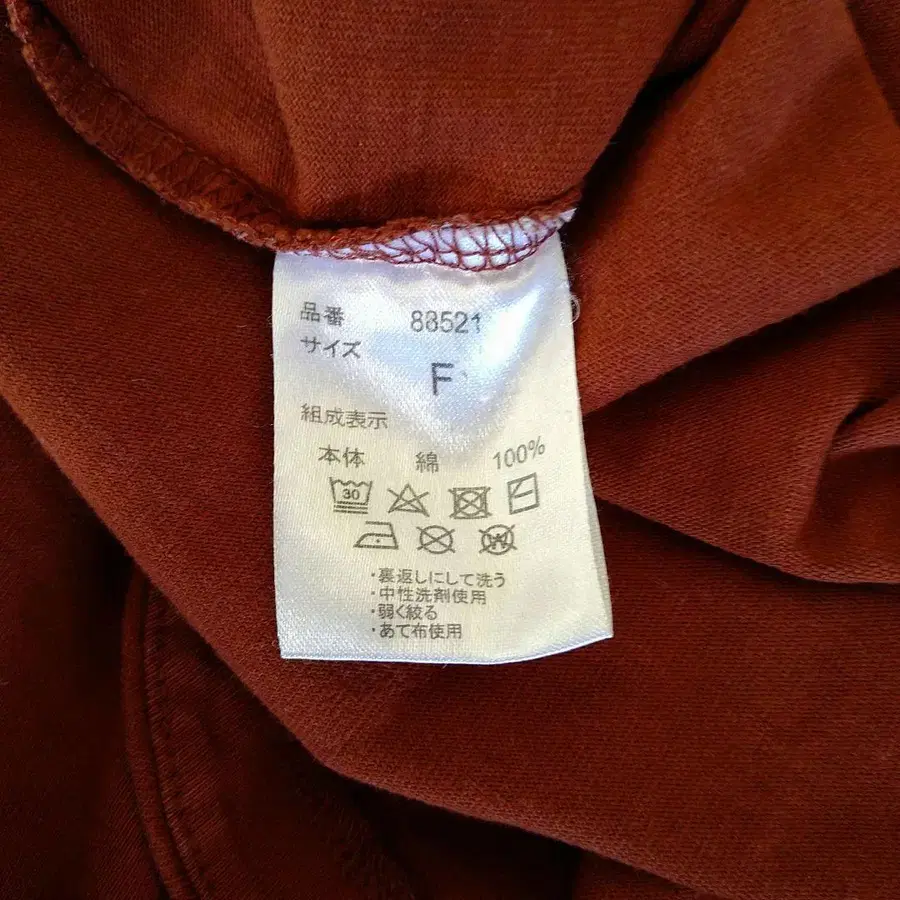 品番 88521
サイズ F
組成表示
本体 綿 100%
30
W
・裏返しにして洗う
・中性洗剤使用
・弱く絞る
・あて布使用